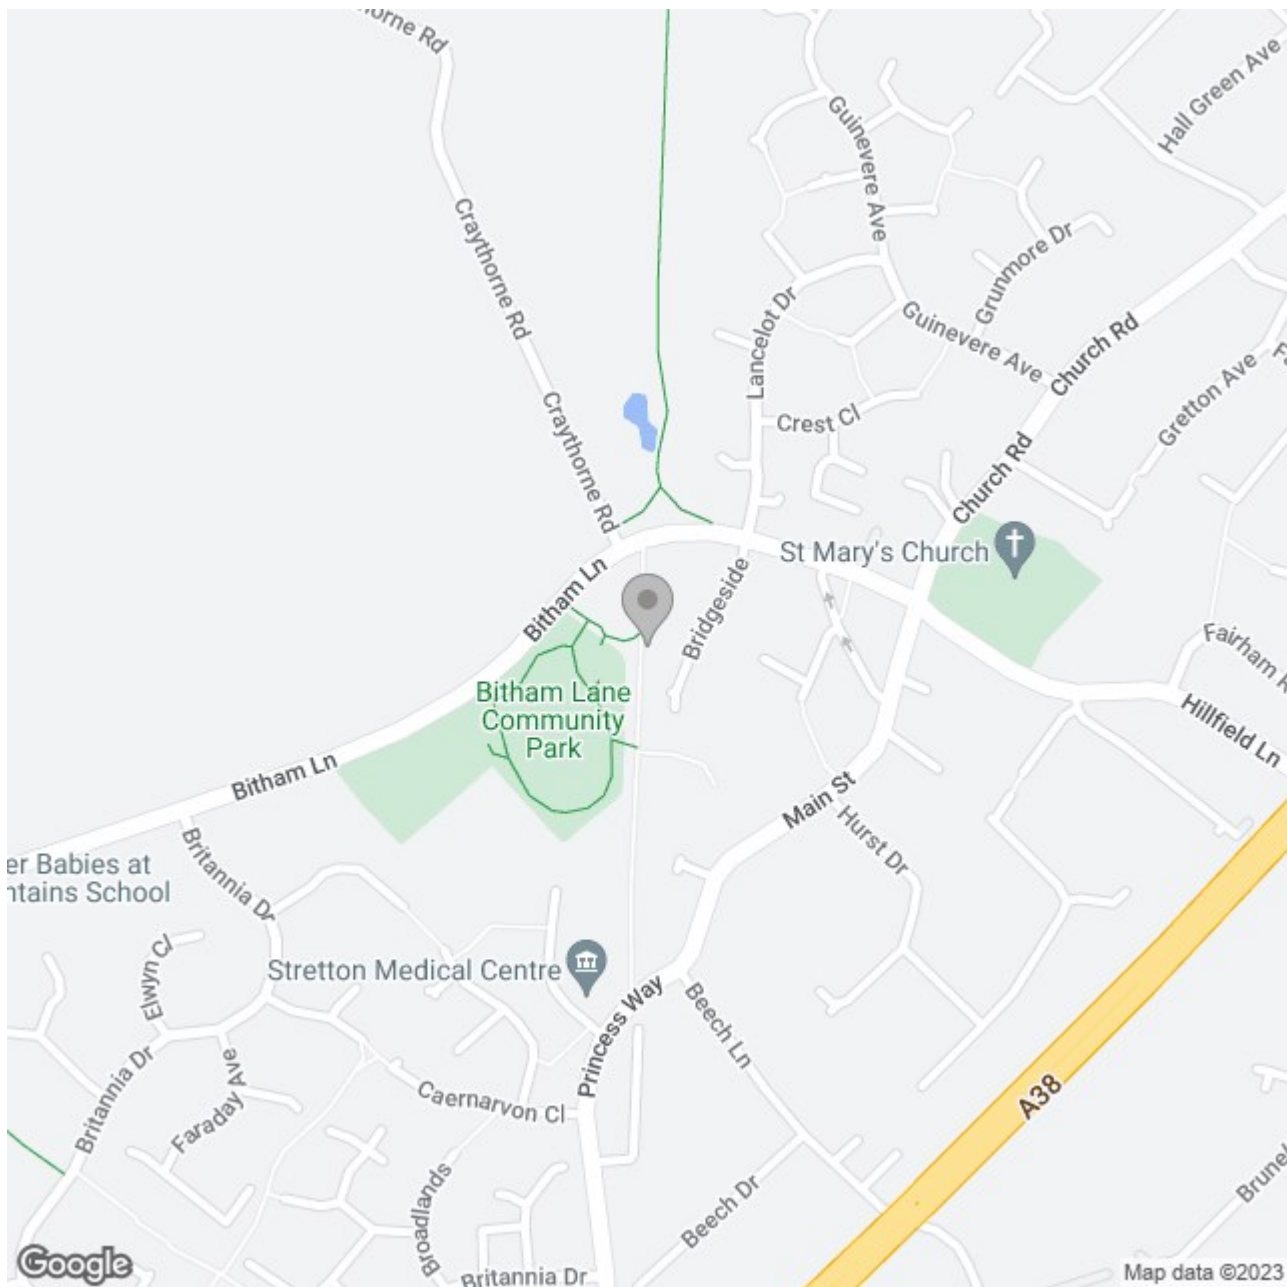 horne Rd
Hall Green Ave
Guinevere Ave
Craythorne Rd
Grunmore Dr
Lancelot Dr
Guinevere Ave
Church Rd
Gretton Ave
Craythorne Rd
Crest Cl
Church Rd
St Mary's Church
Bitham Ln
Bridgeside
Fairham R
Bitham Lane
Community
Park
Hillfield Ln
Bitham Ln
Main St
Hurst Dr
er Babies at
ntains School
Britannia Dr
Elwyn Cl
Stretton Medical Centre
Princess Way
Beech Ln
Britannia Dr
Faraday Ave
Caernarvon Cl
A38
Broadlands
Beech Dr
Brunel
Britannia Dr
Google
Map data ©2023